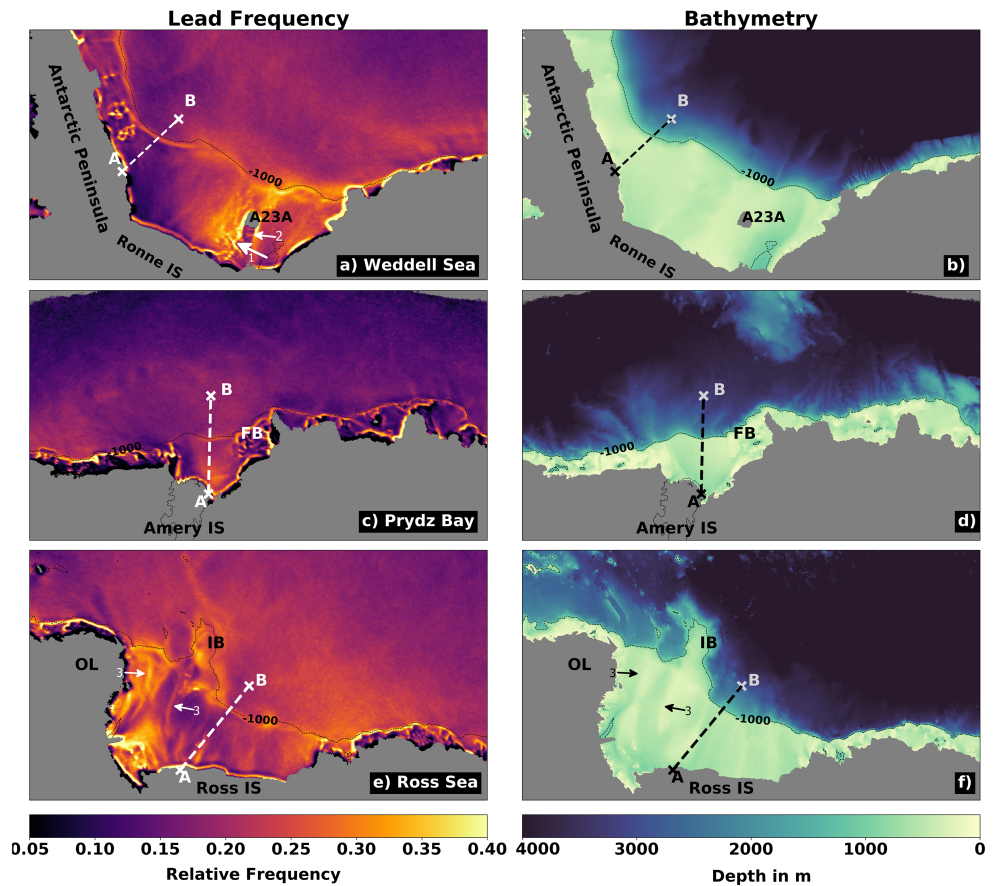 Lead Frequency
Bathymetry
Antarctic Peninsula
A
B
-1000
A23A
2
1
Ronne IS
a) Weddell Sea
Antarctic Peninsula
A
B
-1000
A23A
Ronne IS
b)
B
FB
-1000
A
Amery IS
c) Prydz Bay
B
FB
-1000
A
Amery IS
d)
OL
IB
3
B
3
-1000
A
Ross IS
e) Ross Sea
OL
IB
3
B
3
-1000
A
Ross IS
f)
0.05 0.10 0.15 0.20 0.25 0.30 0.35 0.40
Relative Frequency
4000 3000 2000 1000 0
Depth in m